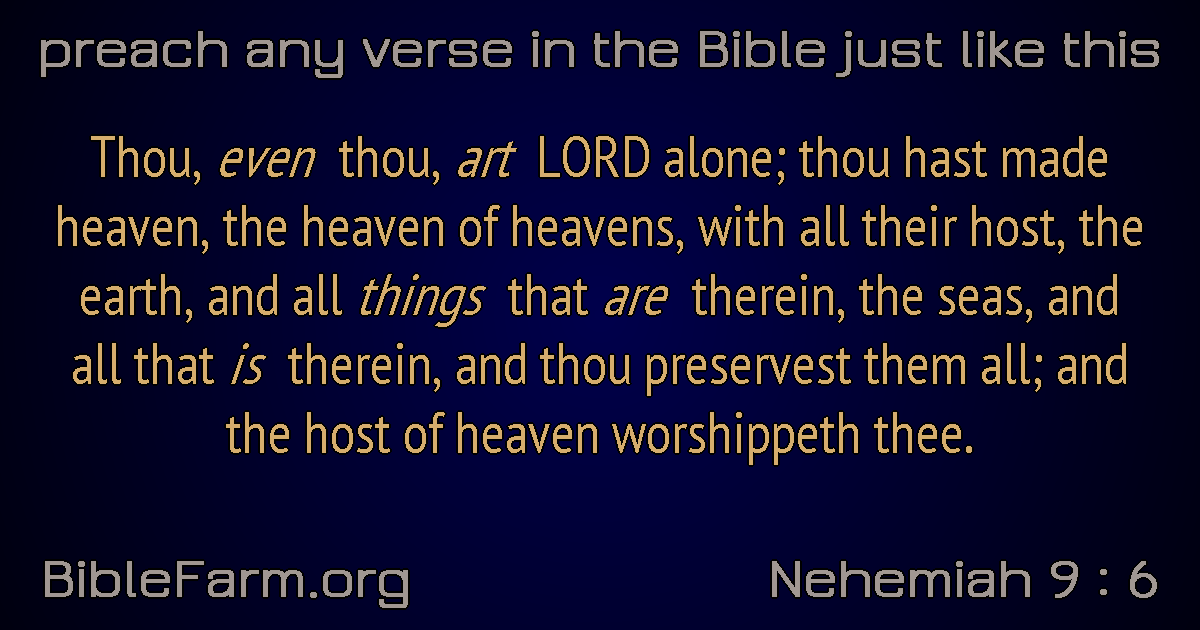 preach any verse in the Bible just like this
Thou, even thou, art LORD alone; thou hast made
heaven, the heaven of heavens, with all their host, the
earth, and all things that are therein, the seas, and
all that is therein, and thou preservest them all; and
the host of heaven worshippeth thee.
BibleFarm.org
Nehemiah 9 : 6